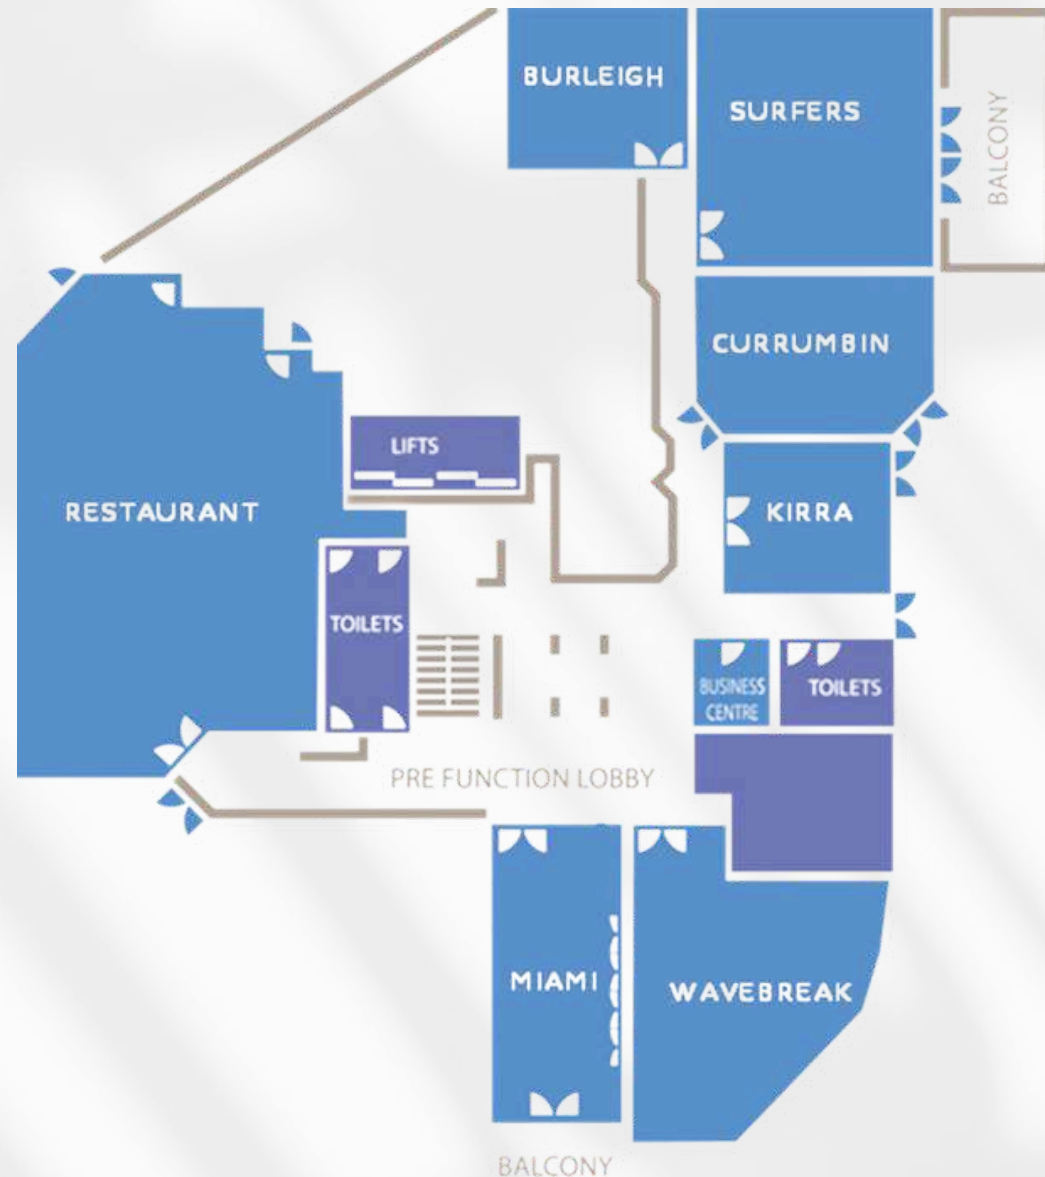 BURLEIGH
SURFERS
BALCONY
CURRUMBIN
LIFTS
RESTAURANT
KIRRA
TOILETS
BUSINESS
CENTRE
TOILETS
PRE FUNCTION LOBBY
MIAMI
WAVEBREAK
BALCONY